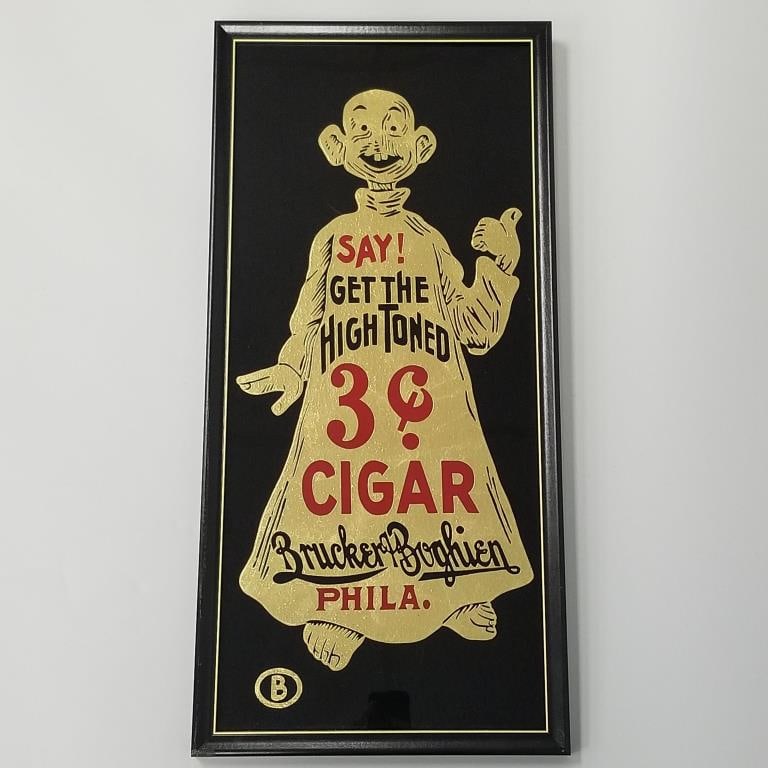 SAY!
GET THE
HIGH TONED
3¢
CIGAR
Brucker & Boghien
PHILA.
B